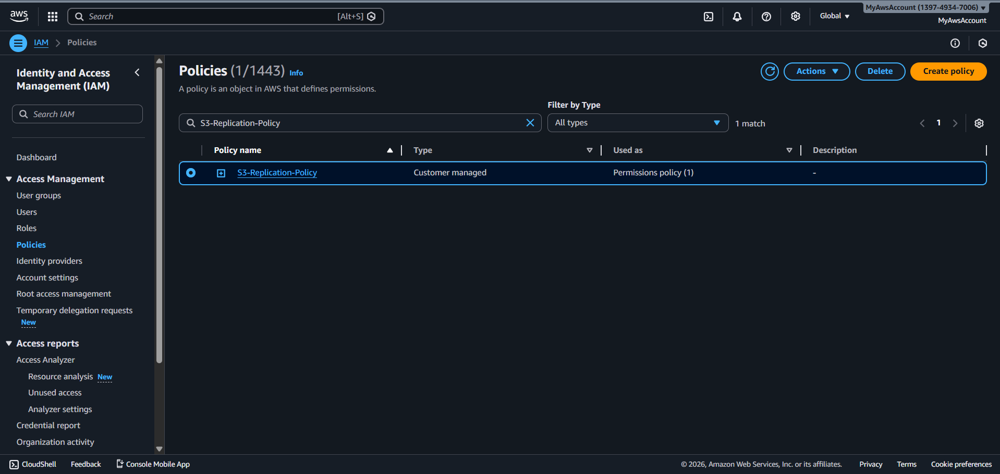 aws
Search [Alt+S]
Global
MyAwsAccount (1397-4934-7006)
MyAwsAccount
IAM
Policies
Identity and Access
Management (IAM)
Search IAM
Dashboard
Access Management
User groups
Users
Roles
Policies
Identity providers
Account settings
Root access management
Temporary delegation requests
New
Access reports
Access Analyzer
Resource analysis New
Unused access
Analyzer settings
Credential report
Organization activity
Policies (1/1443) Info
Actions
Delete
Create policy
A policy is an object in AWS that defines permissions.
Filter by Type
S3-Replication-Policy
All types
1 match
1
Policy name Type Used as Description
S3-Replication-Policy Customer managed Permissions policy (1) -
CloudShell Feedback Console Mobile App
© 2026, Amazon Web Services, Inc. or its affiliates. Privacy Terms Cookie preferences